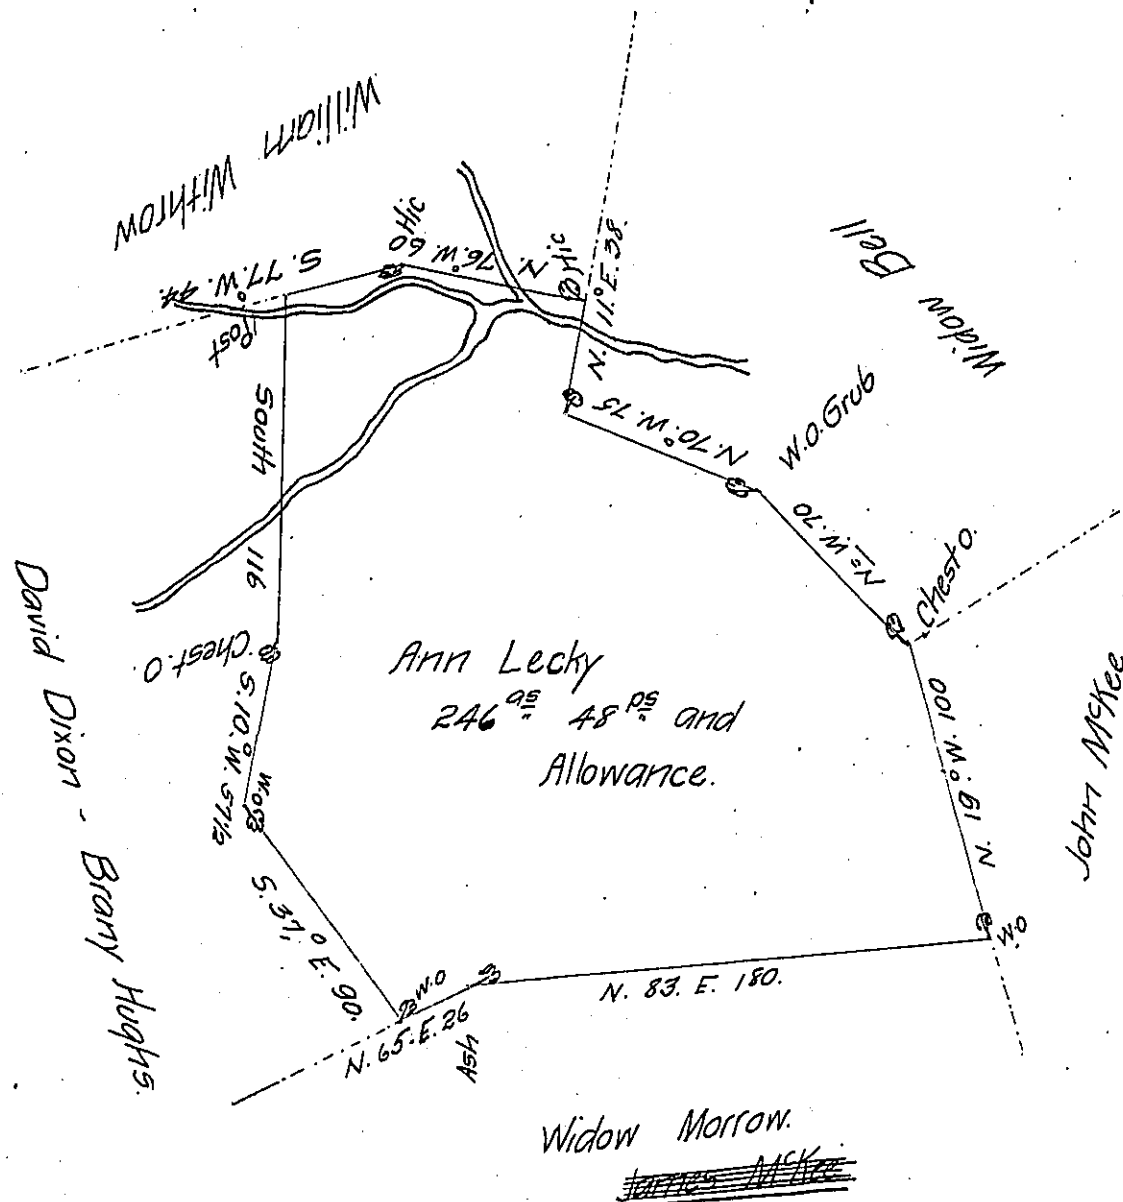 William Withrow
Hic
S. 77° W. 44.
N. 76° W. 60
Hic
N. 11° E. 38.
Widow Bell
Post
South 116
N. 70° W. 75
W.O. Grub
N= W. 70
Chest O.
Chest. O.
Ann Lecky
246 as 48 ps and
Allowance.
S. 10° W. 57 1/2
W.O
N. 19° W. 100
John McKee
David Dixon - Brany Hughs.
S. 37° E. 90.
W.O
W.O
N. 65. E. 26
Ash
N. 83. E. 180.
Widow Morrow.
James McKee